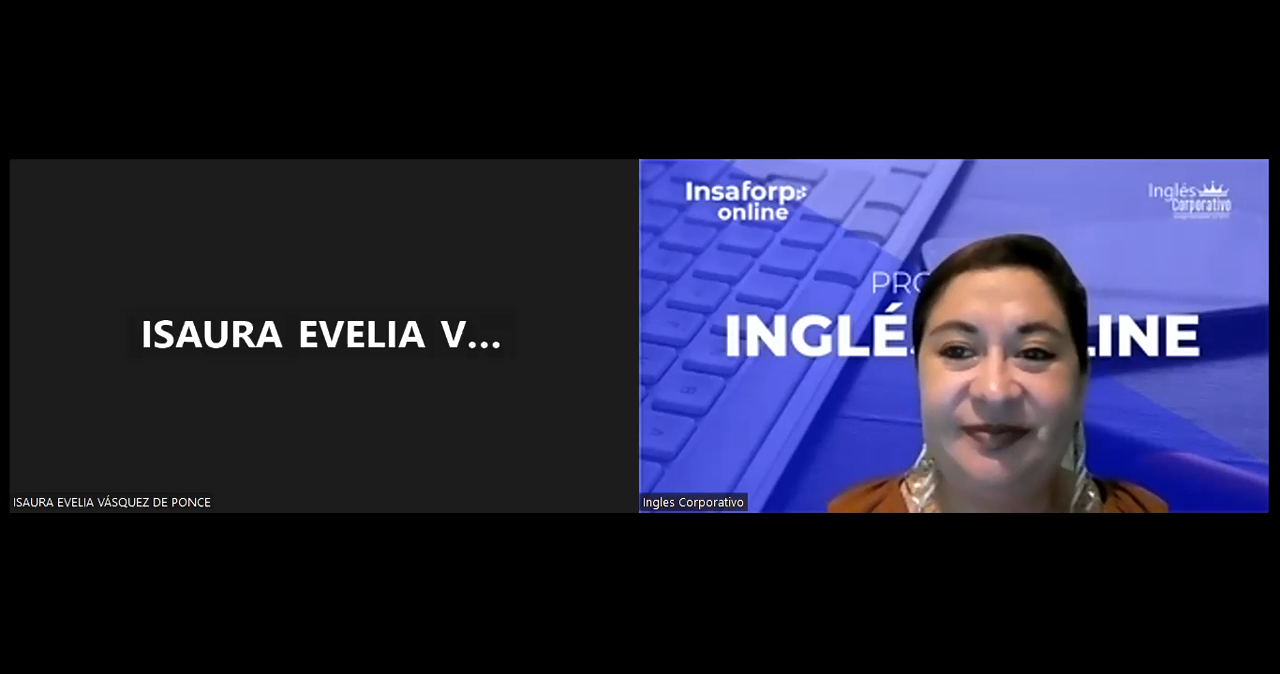 ISAURA EVELIA V...
ISAURA EVELIA VÁSQUEZ DE PONCE
Insaforp
online
Inglés
Corporativo
PRO
INGLÉ
LINE
Ingles Corporativo